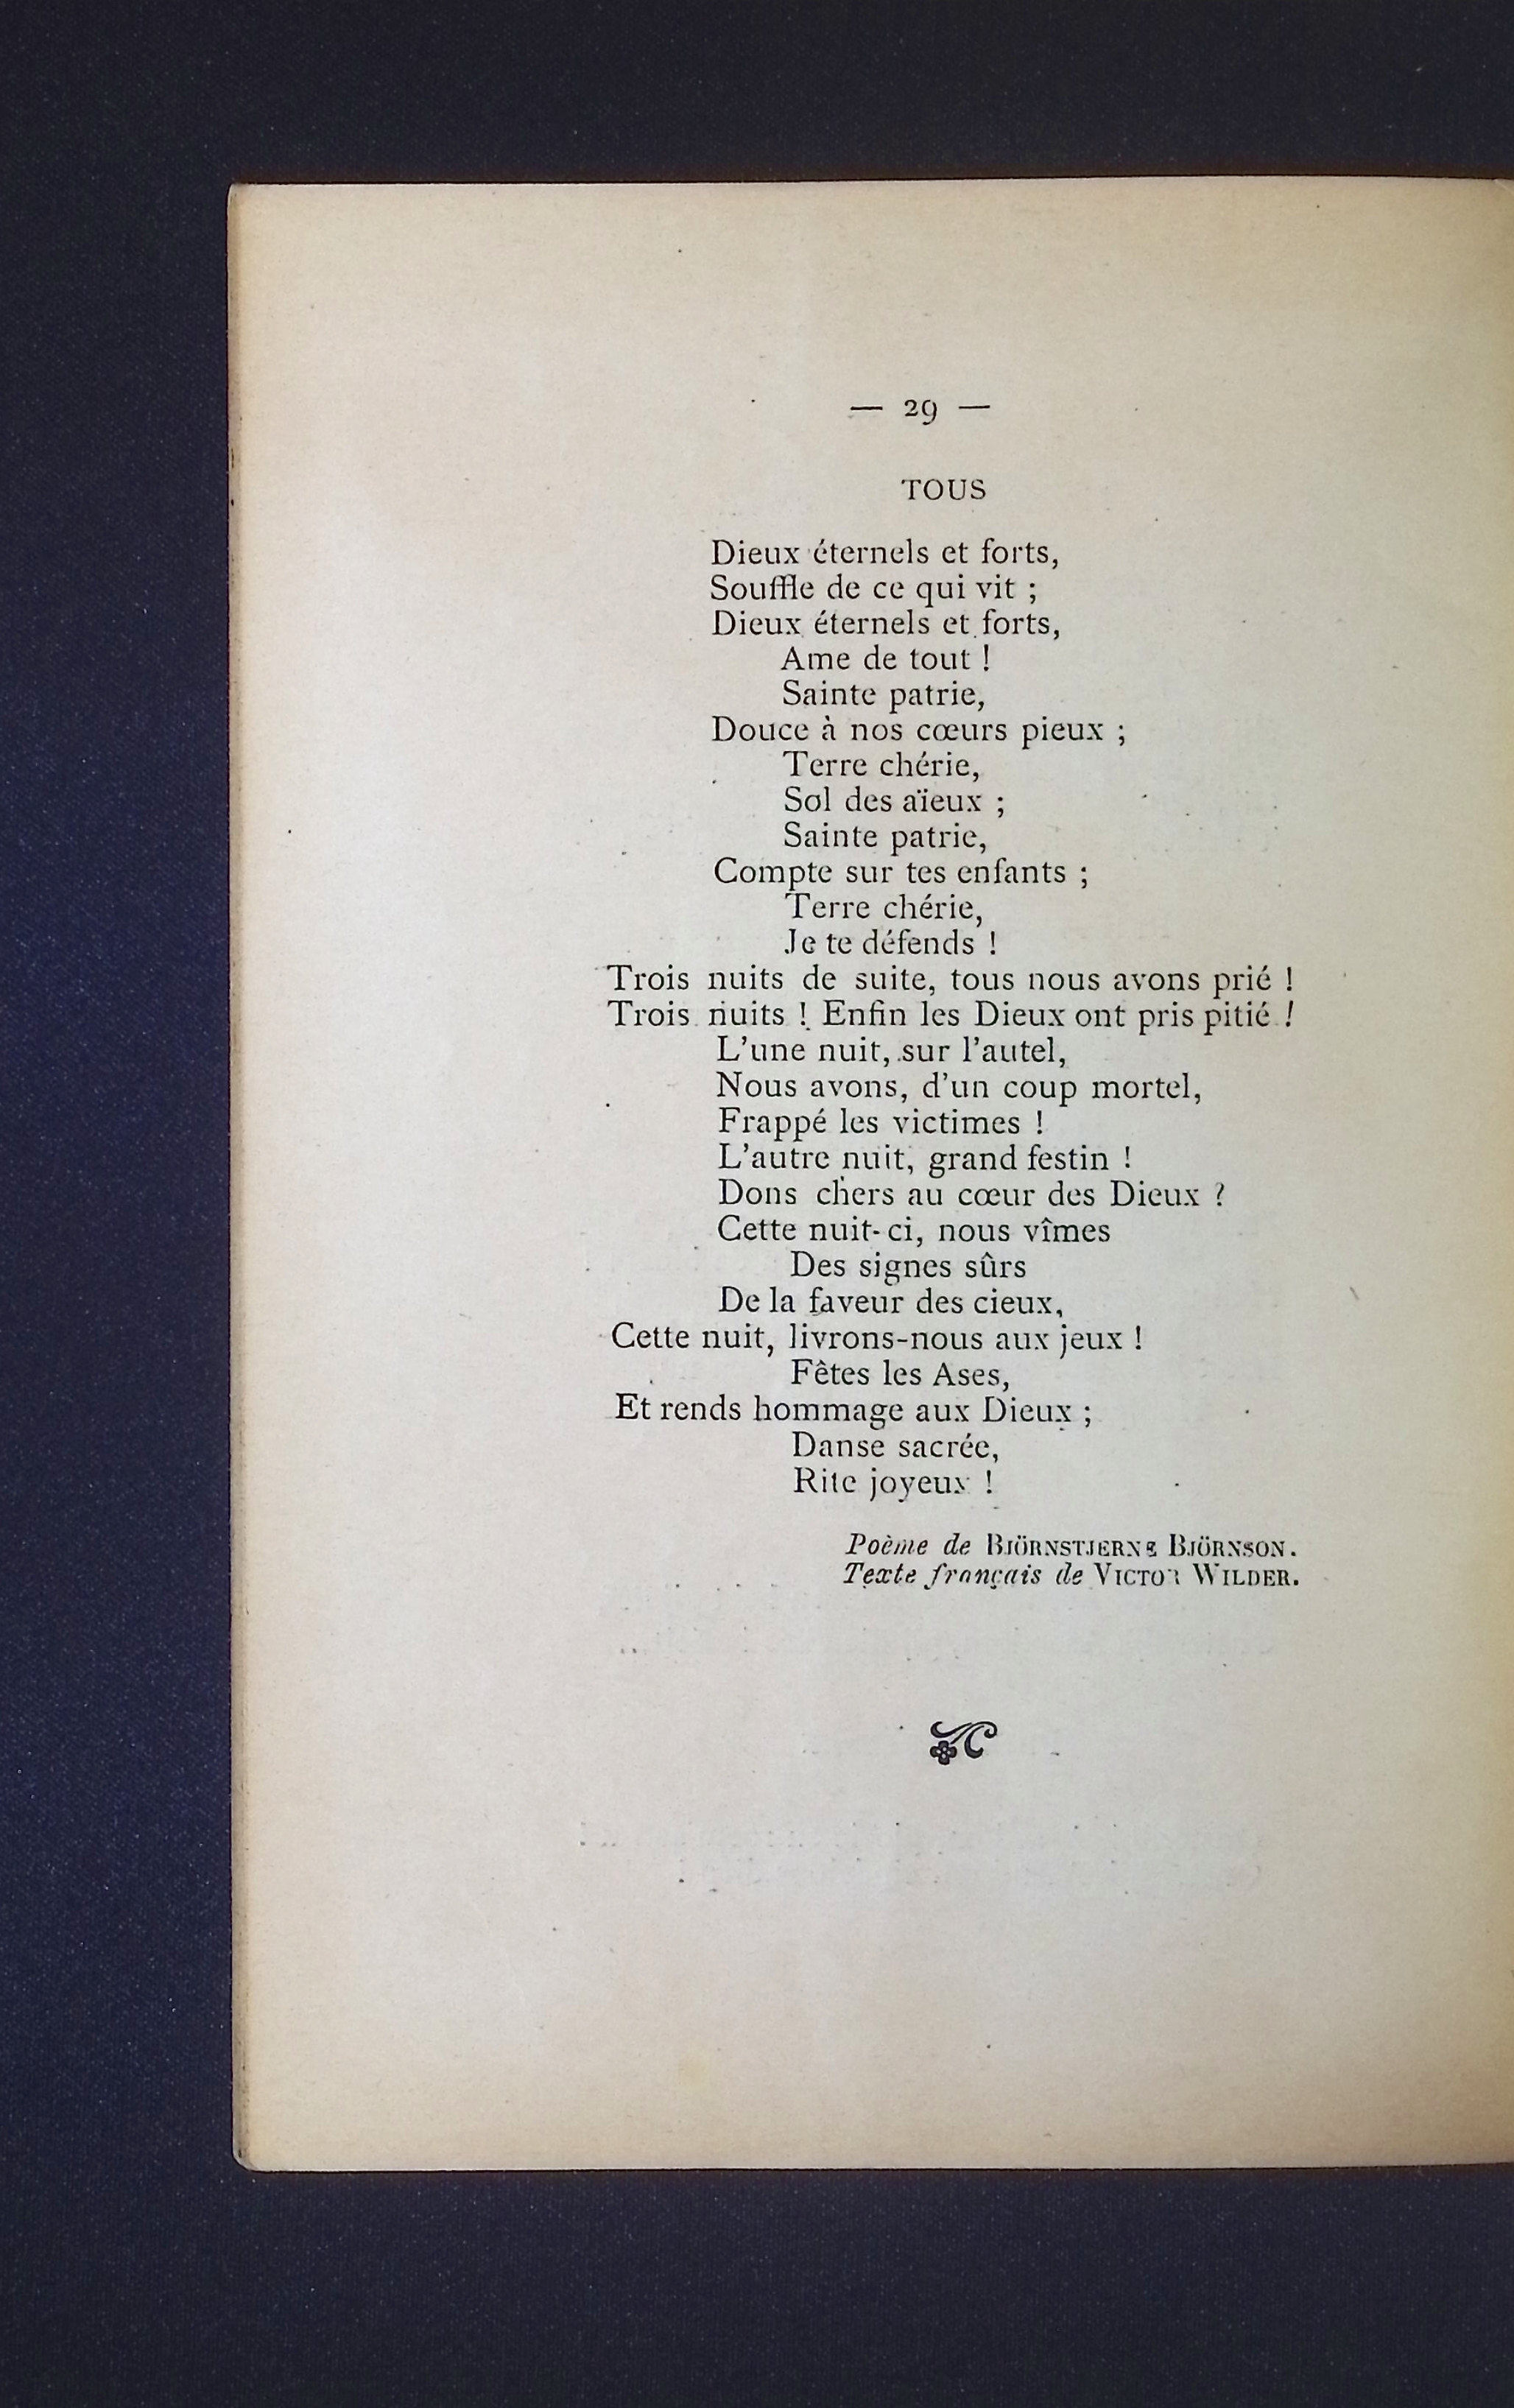 — 29 —
TOUS
Dieux éternels et forts,
Souffle de ce qui vit ;
Dieux éternels et forts,
Ame de tout !
Sainte patrie,
Douce à nos cœurs pieux ;
Terre chérie,
Sol des aïeux ;
Sainte patrie,
Compte sur tes enfants ;
Terre chérie,
Je te défends !
Trois nuits de suite, tous nous avons prié !
Trois nuits ! Enfin les Dieux ont pris pitié !
L'une nuit, sur l'autel,
Nous avons, d'un coup mortel,
Frappé les victimes !
L'autre nuit, grand festin !
Dons chers au cœur des Dieux ?
Cette nuit-ci, nous vîmes
Des signes sûrs
De la faveur des cieux,
Cette nuit, livrons-nous aux jeux !
Fêtes les Ases,
Et rends hommage aux Dieux ;
Danse sacrée,
Rite joyeux !
Poème de BJÖRNSTJERNE BJÖRNSON.
Texte français de VICTOR WILDER.